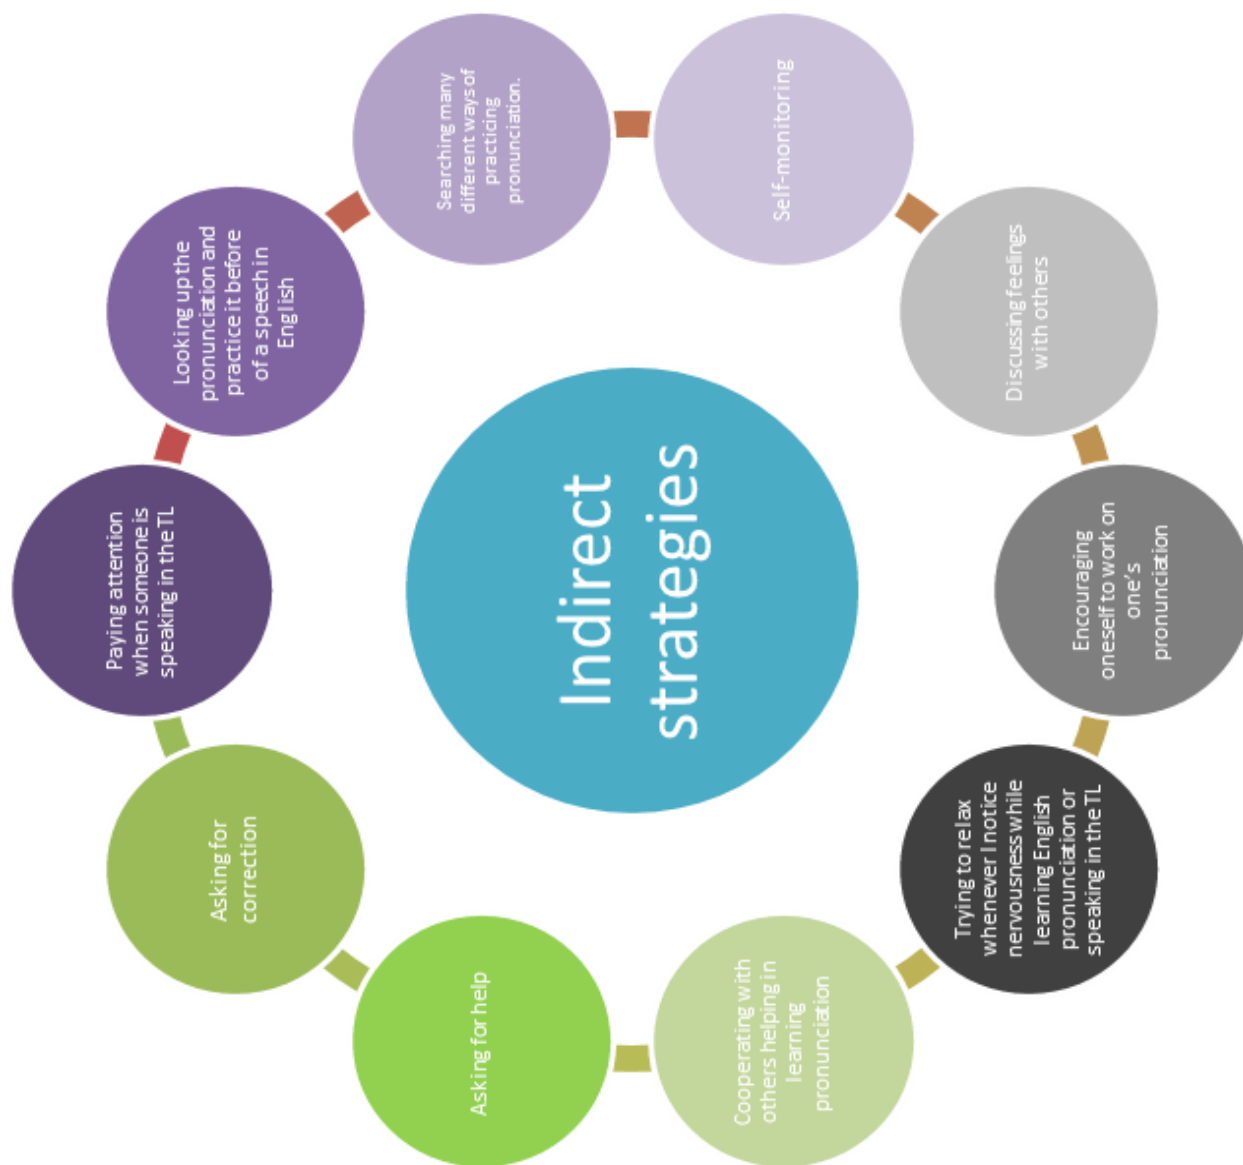 Indirect
strategies
Paying attention
when someone is
speaking in the TL
Looking up the
pronunciation and
practice it before
of a speech in
English
Searching many
different ways of
practicing
pronunciation.
Self-monitoring
Discussing feelings
with others
Encouraging
oneself to work on
one's
pronunciation
Trying to relax
whenever I notice
nervousness while
learning English
pronunciation or
speaking in the TL
Cooperating with
others helping in
learning
pronunciation
Asking for help
Asking for
correction